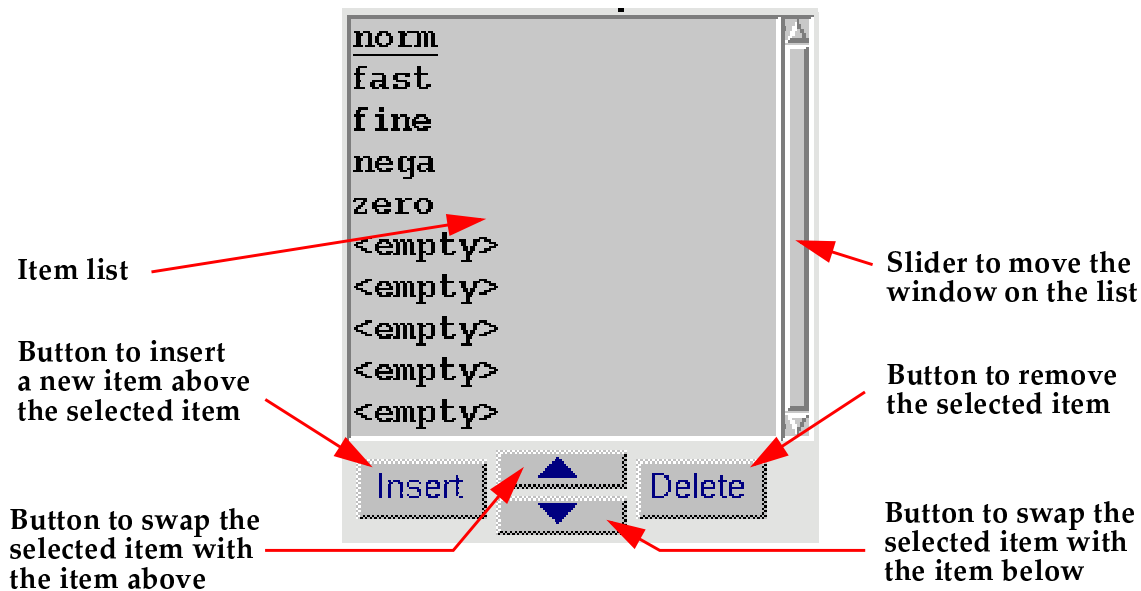 norm
fast
fine
nega
zero
<empty>
<empty>
<empty>
<empty>
<empty>
Item list
Slider to move the
window on the list
Button to insert
a new item above
the selected item
Button to remove
the selected item
Insert
Delete
Button to swap the
selected item with
the item above
Button to swap the
selected item with
the item below